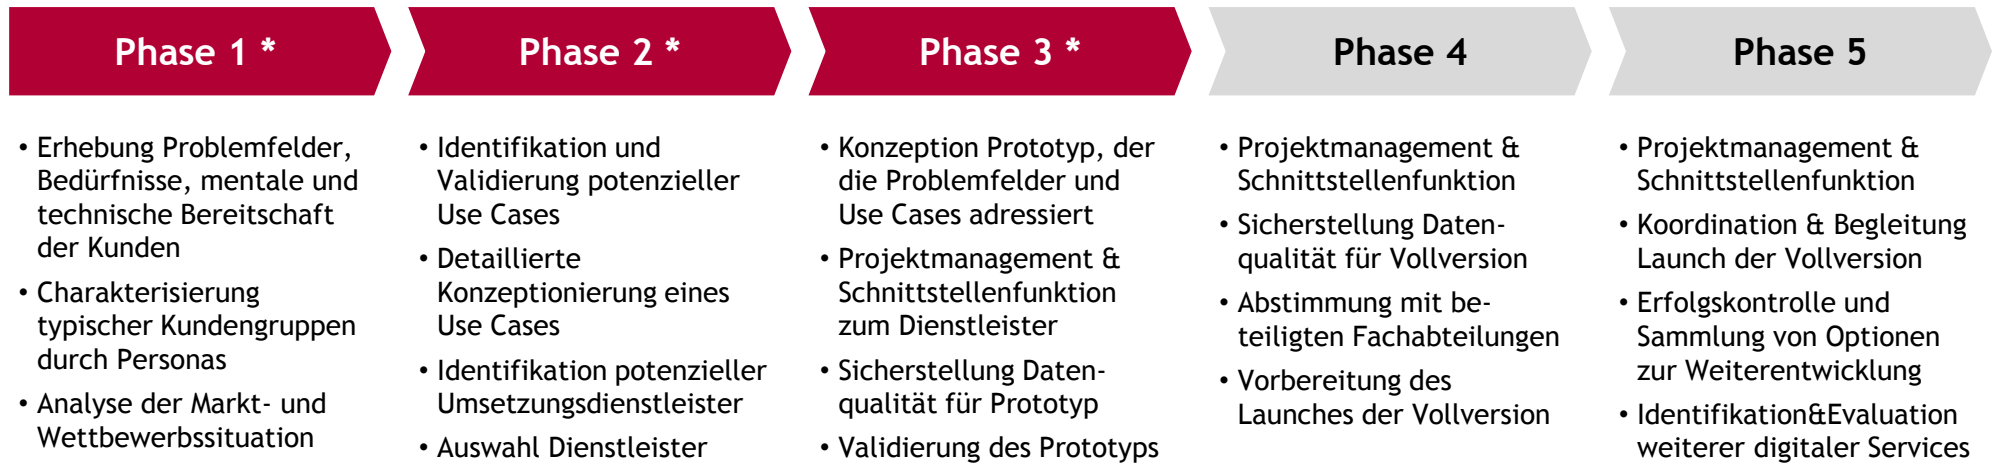 Phase 1 *
• Erhebung Problemfelder,
Bedürfnisse, mentale und
technische Bereitschaft
der Kunden
• Charakterisierung
typischer Kundengruppen
durch Personas
• Analyse der Markt- und
Wettbewerbssituation
Phase 2 *
• Identifikation und
Validierung potenzieller
Use Cases
• Detaillierte
Konzeptionierung eines
Use Cases
• Identifikation potenzieller
Umsetzungsdienstleister
• Auswahl Dienstleister
Phase 3 *
• Konzeption Prototyp, der
die Problemfelder und
Use Cases adressiert
• Projektmanagement &
Schnittstellenfunktion
zum Dienstleister
• Sicherstellung Daten-
qualität für Prototyp
• Validierung des Prototyps
Phase 4
• Projektmanagement &
Schnittstellenfunktion
• Sicherstellung Daten-
qualität für Vollversion
• Abstimmung mit be-
teiligten Fachabteilungen
• Vorbereitung des
Launches der Vollversion
Phase 5
• Projektmanagement &
Schnittstellenfunktion
• Koordination & Begleitung
Launch der Vollversion
• Erfolgskontrolle und
Sammlung von Optionen
zur Weiterentwicklung
• Identifikation&Evaluation
weiterer digitaler Services